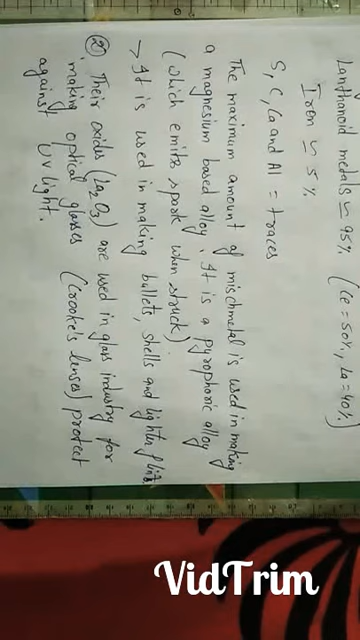 Lanthanoid metals ≃ 95% (Ce = 50%, La = 40%)
Iron ≃ 5%
S, C, Ca and Al = traces
The maximum amount of mischmetal is used in making
a magnesium based alloy. It is a pyrophoric alloy
(which emits spark when struck)
→ It is used in making bullets, shells and lighter flints
② Their oxides (La2O3) are used in glass industry for
making optical glasses (Crooke's lenses) protect
against UV light.
VidTrim